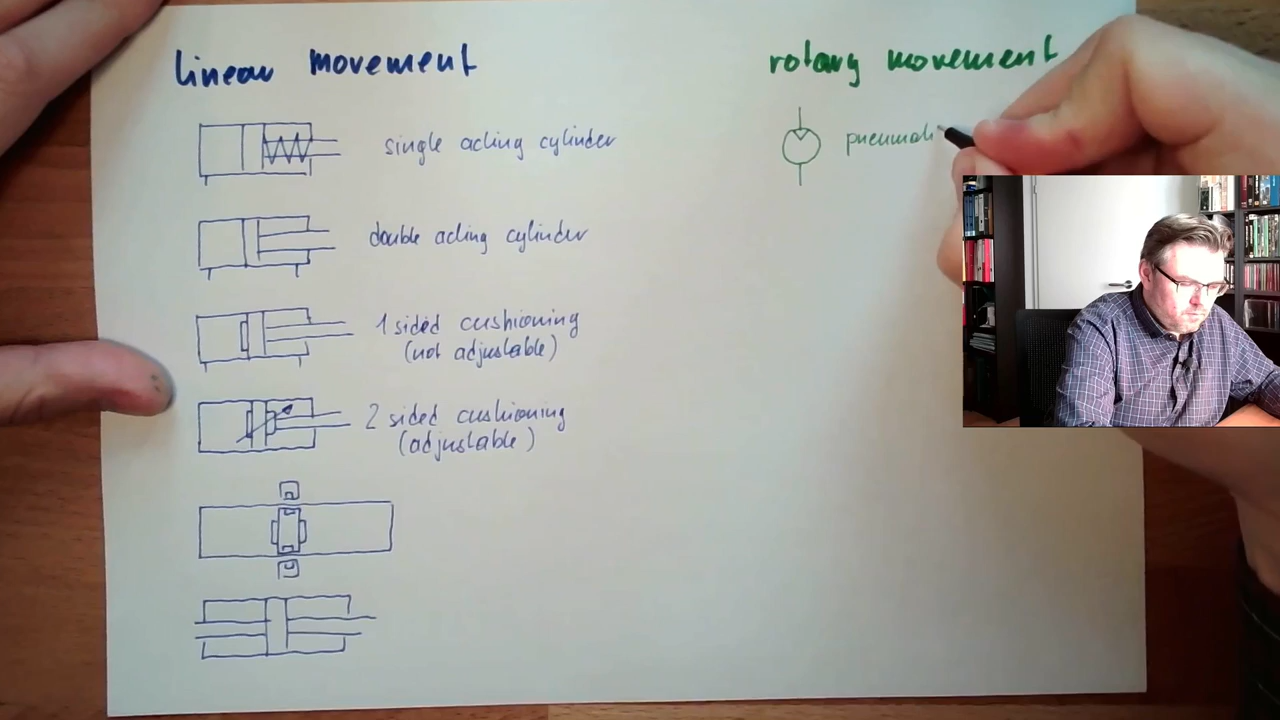 linear movement
single acting cylinder
double acting cylinder
1 sided cushioning
(not adjustable)
2 sided cushioning
(adjustable)
rotary movement
pneumati